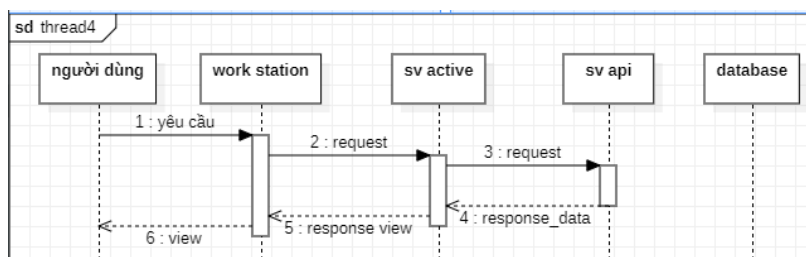 sd thread4
người dùng
work station
sv active
sv api
database
1 : yêu cầu
2 : request
3 : request
4 : response_data
5 : response view
6 : view